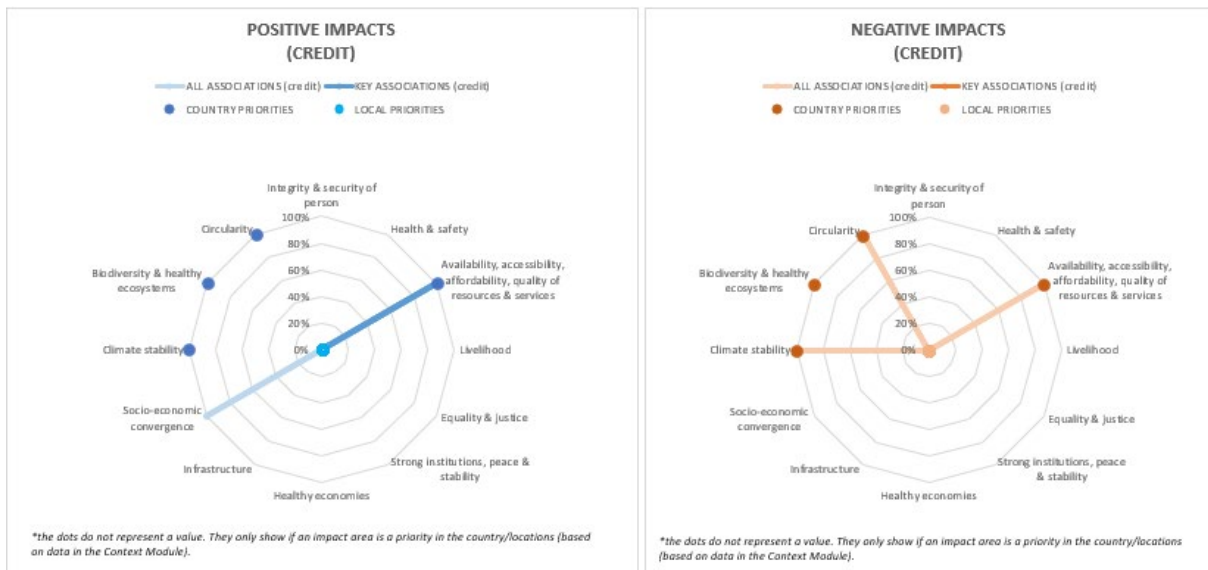 POSITIVE IMPACTS
(CREDIT)
ALL ASSOCIATIONS (credit)
KEY ASSOCIATIONS (credit)
COUNTRY PRIORITIES
LOCAL PRIORITIES
Integrity & security of
person
100%
Health & safety
Circularity
80%
Availability, accessibility,
affordability, quality of
resources & services
Biodiversity & healthy
ecosystems
60%
40%
20%
Climate stability
0%
Livelihood
Socio-economic
convergence
Equality & justice
Infrastructure
Strong institutions, peace &
stability
Healthy economies
*the dots do not represent a value. They only show if an impact area is a priority in the country/locations (based
on data in the Context Module).
NEGATIVE IMPACTS
(CREDIT)
ALL ASSOCIATIONS (credit)
KEY ASSOCIATIONS (credit)
COUNTRY PRIORITIES
LOCAL PRIORITIES
Integrity & security of
person
100%
Health & safety
Circularity
80%
Availability, accessibility,
affordability, quality of
resources & services
Biodiversity & healthy
ecosystems
60%
40%
20%
Climate stability
0%
Livelihood
Socio-economic
convergence
Equality & justice
Infrastructure
Strong institutions, peace
& stability
Healthy economies
*the dots do not represent a value. They only show if an impact area is a priority in the country/locations
(based on data in the Context Module).